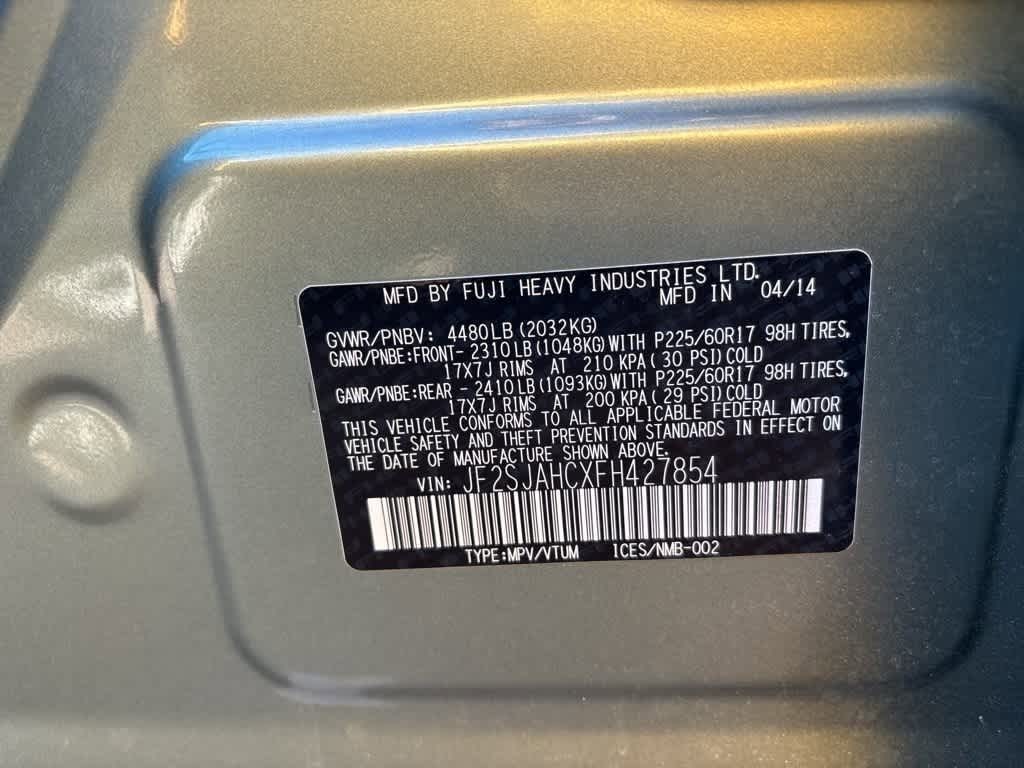 MFD BY FUJI HEAVY INDUSTRIES LTD.
MFD IN 04/14
GVWR/PNBV: 4480LB (2032KG)
GAWR/PNBE:FRONT- 2310LB (1048KG) WITH P225/60R17 98H TIRES,
17X7J RIMS AT 210 KPA ( 30 PSI) COLD
GAWR/PNBE:REAR - 2410LB (1093KG) WITH P225/60R17 98H TIRES,
17X7J RIMS AT 200 KPA ( 29 PSI) COLD
THIS VEHICLE CONFORMS TO ALL APPLICABLE FEDERAL MOTOR
VEHICLE SAFETY AND THEFT PREVENTION STANDARDS IN EFFECT ON
THE DATE OF MANUFACTURE SHOWN ABOVE.
VIN: JF2SJAHCXFH427854
TYPE:MPV/VTUM ICES/NMB-002